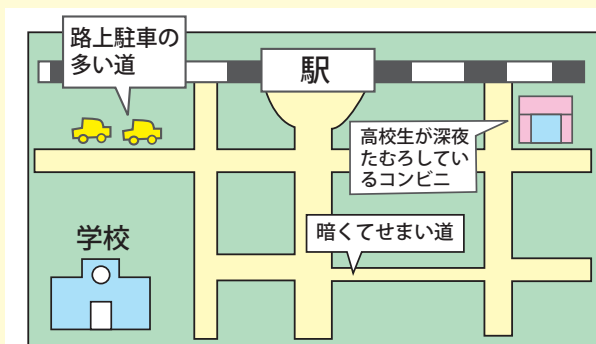 路上駐車の
多い道
駅
高校生が深夜
たむろしてい
るコンビニ
暗くてせまい道
学校